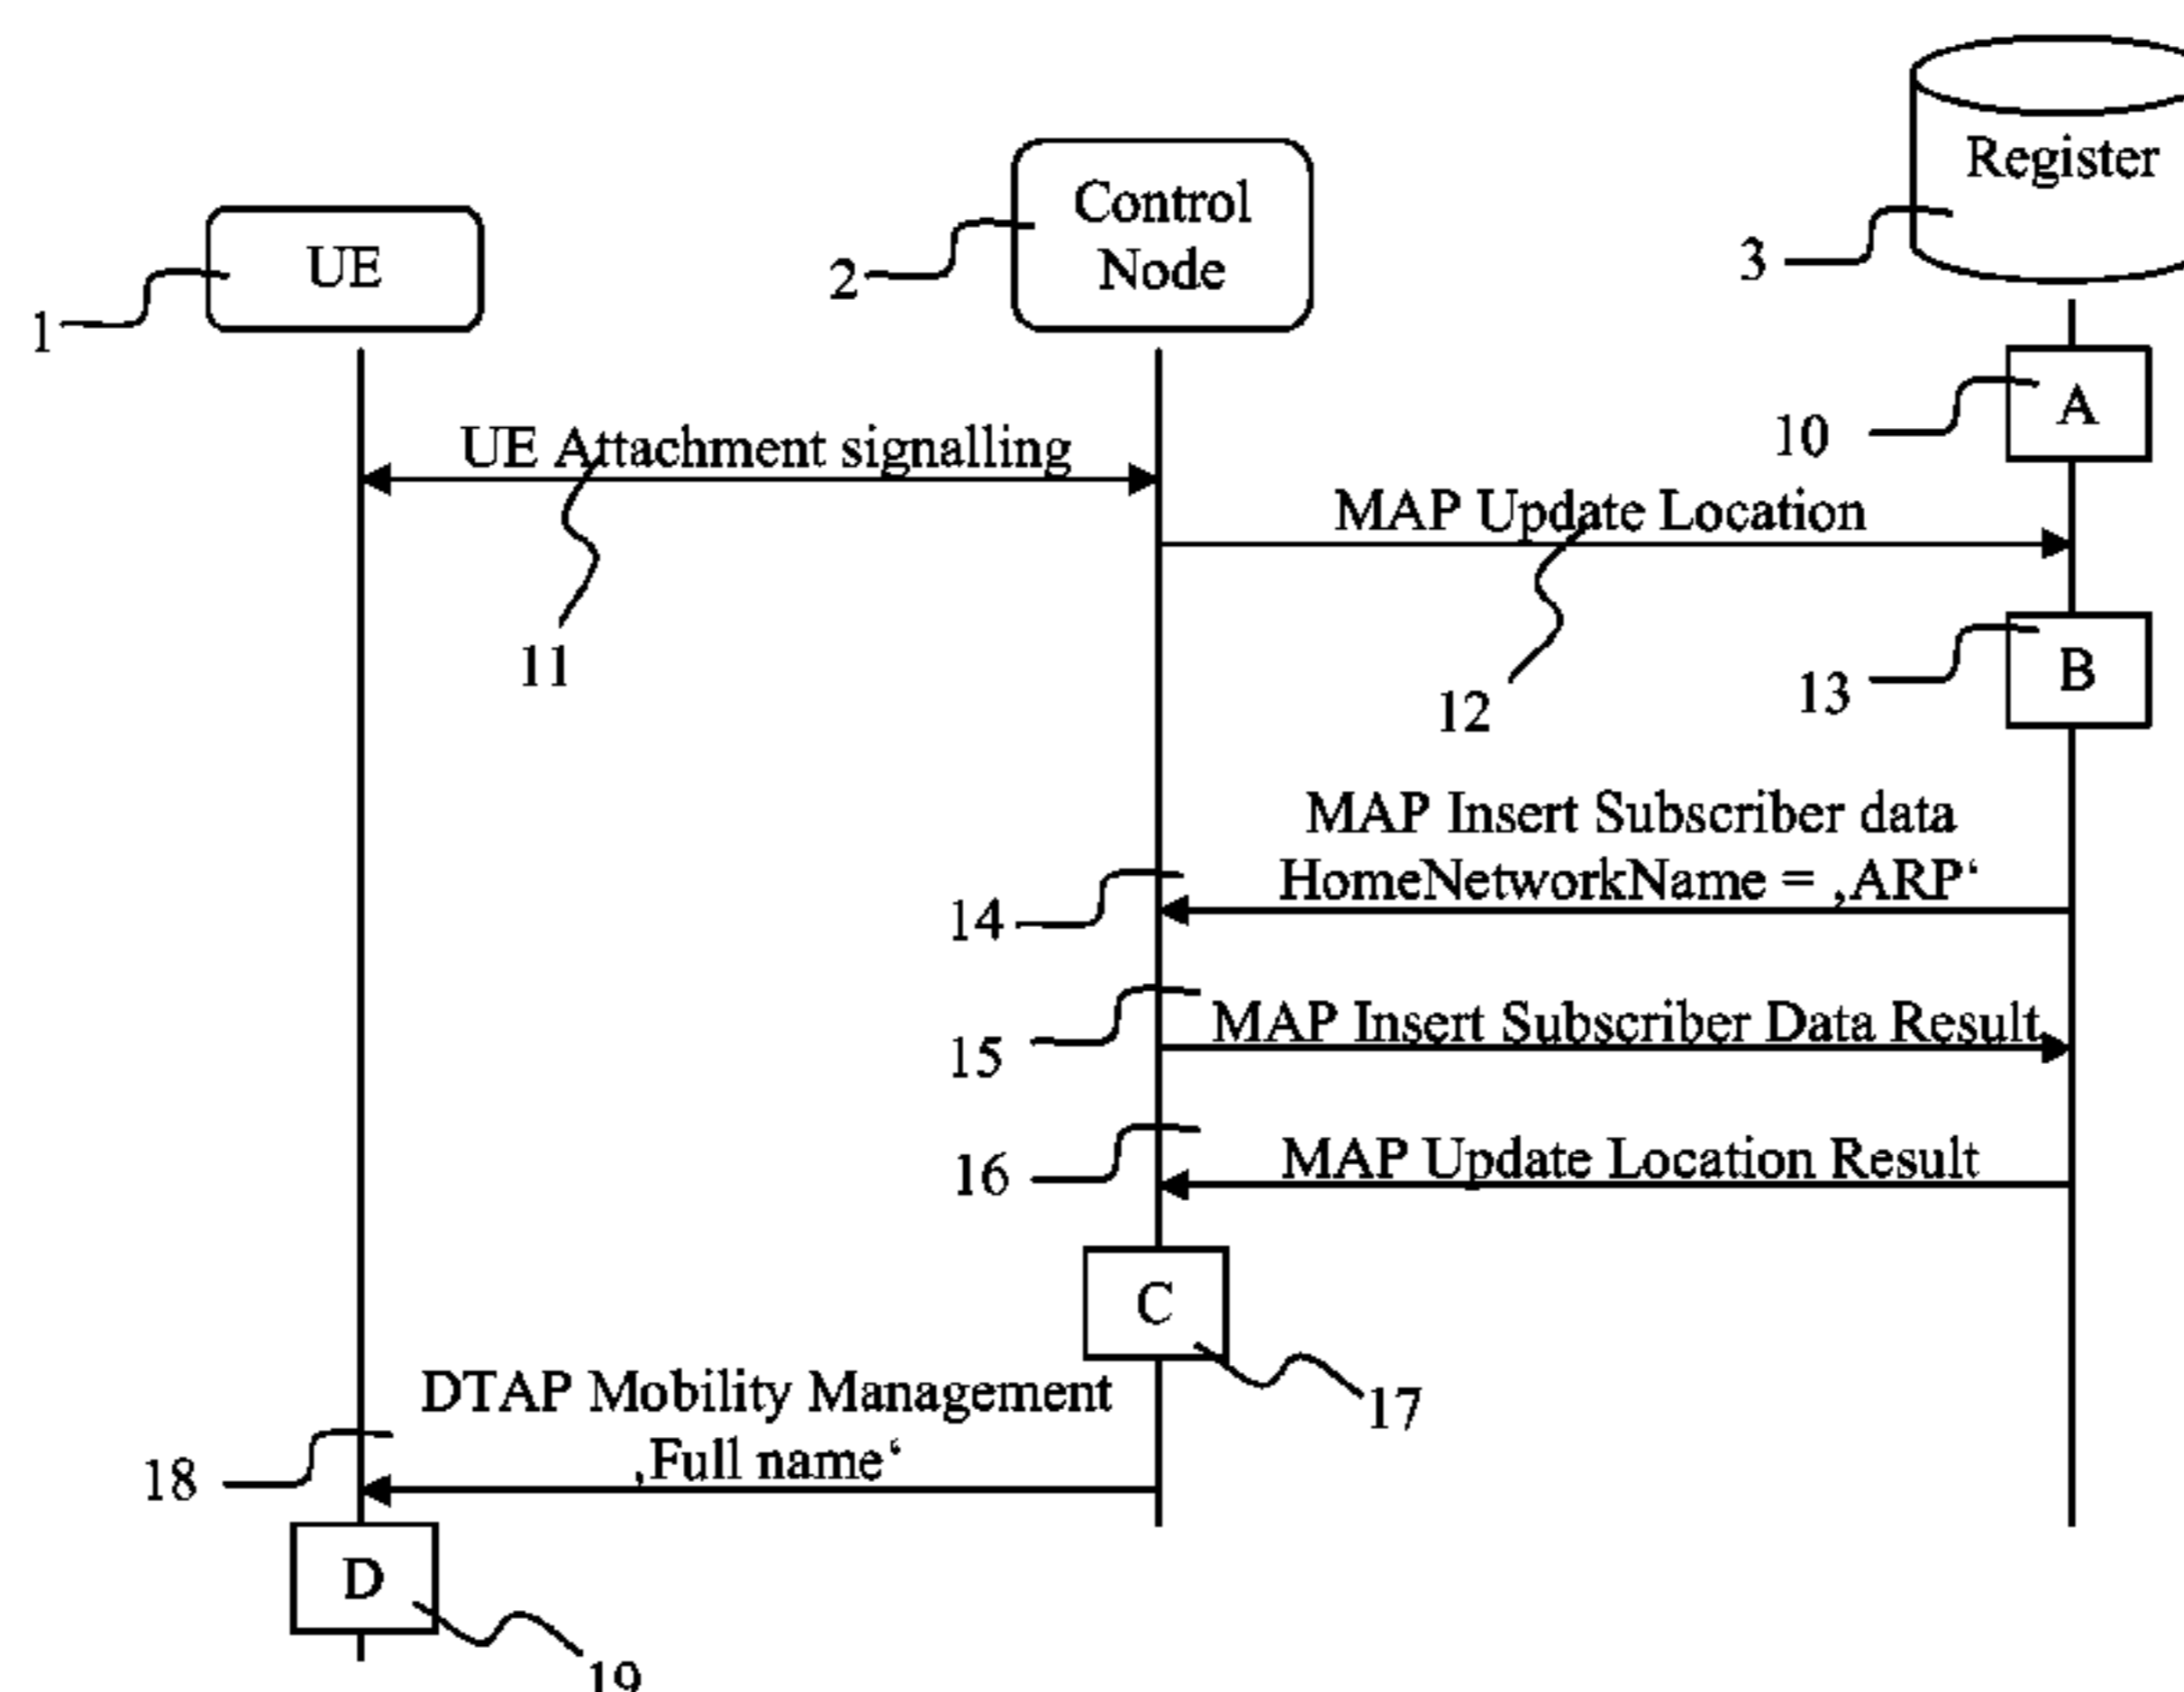 Register
Control
Node
UE
1
2
3
A
10
UE Attachment signalling
MAP Update Location
11
12
B
13
MAP Insert Subscriber data
HomeNetworkName = ‚ARP‘
14
MAP Insert Subscriber Data Result
15
MAP Update Location Result
16
C
17
DTAP Mobility Management
‚Full name‘
18
D
19